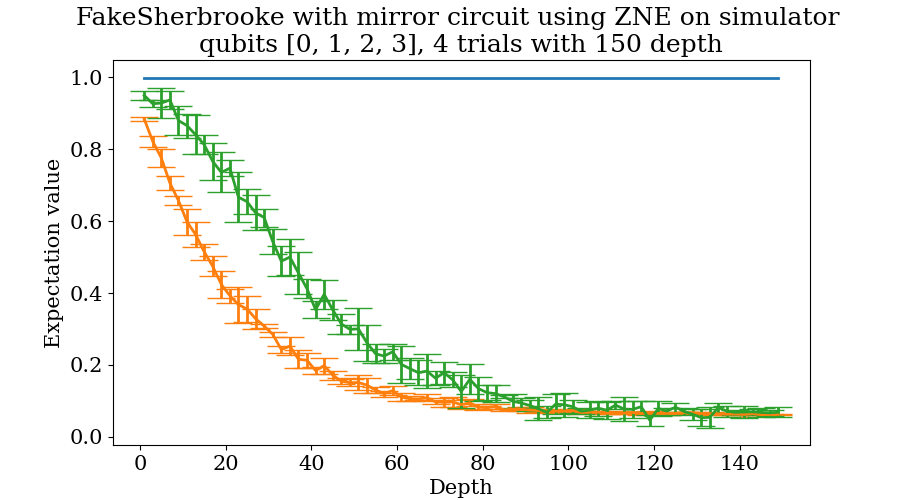 FakeSherbrooke with mirror circuit using ZNE on simulator
qubits [0, 1, 2, 3], 4 trials with 150 depth
Expectation value
1.0
0.8
0.6
0.4
0.2
0.0
0 20 40 60 80 100 120 140
Depth